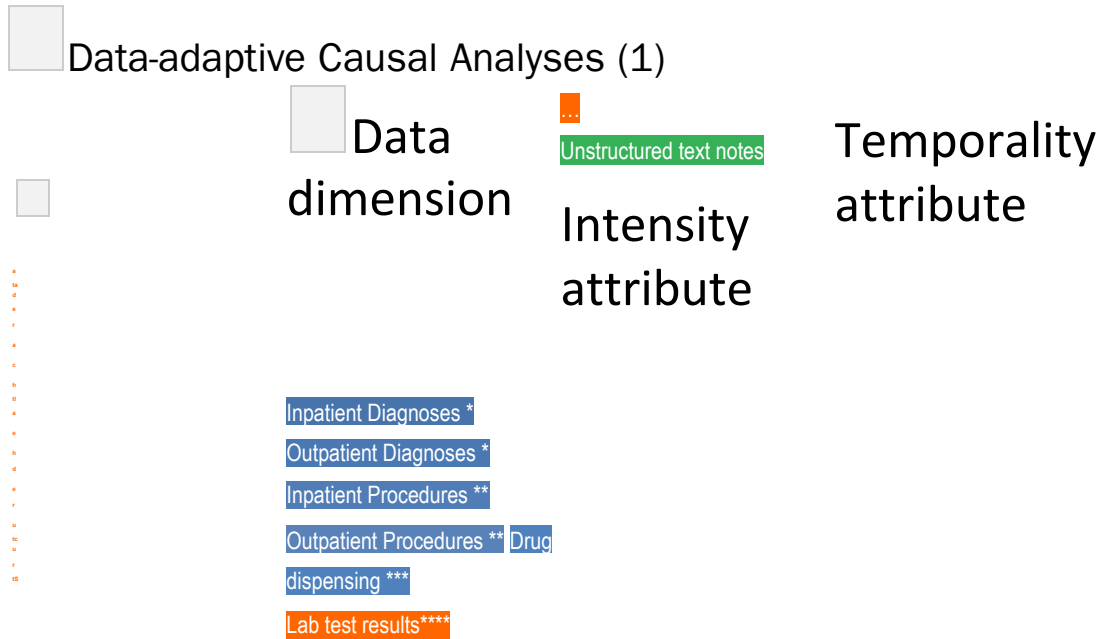 Data-adaptive Causal Analyses (1)
Data
dimension
...
Unstructured text notes
Intensity
attribute
Temporality
attribute
Inpatient Diagnoses *
Outpatient Diagnoses *
Inpatient Procedures **
Outpatient Procedures ** Drug
dispensing ***
Lab test results****